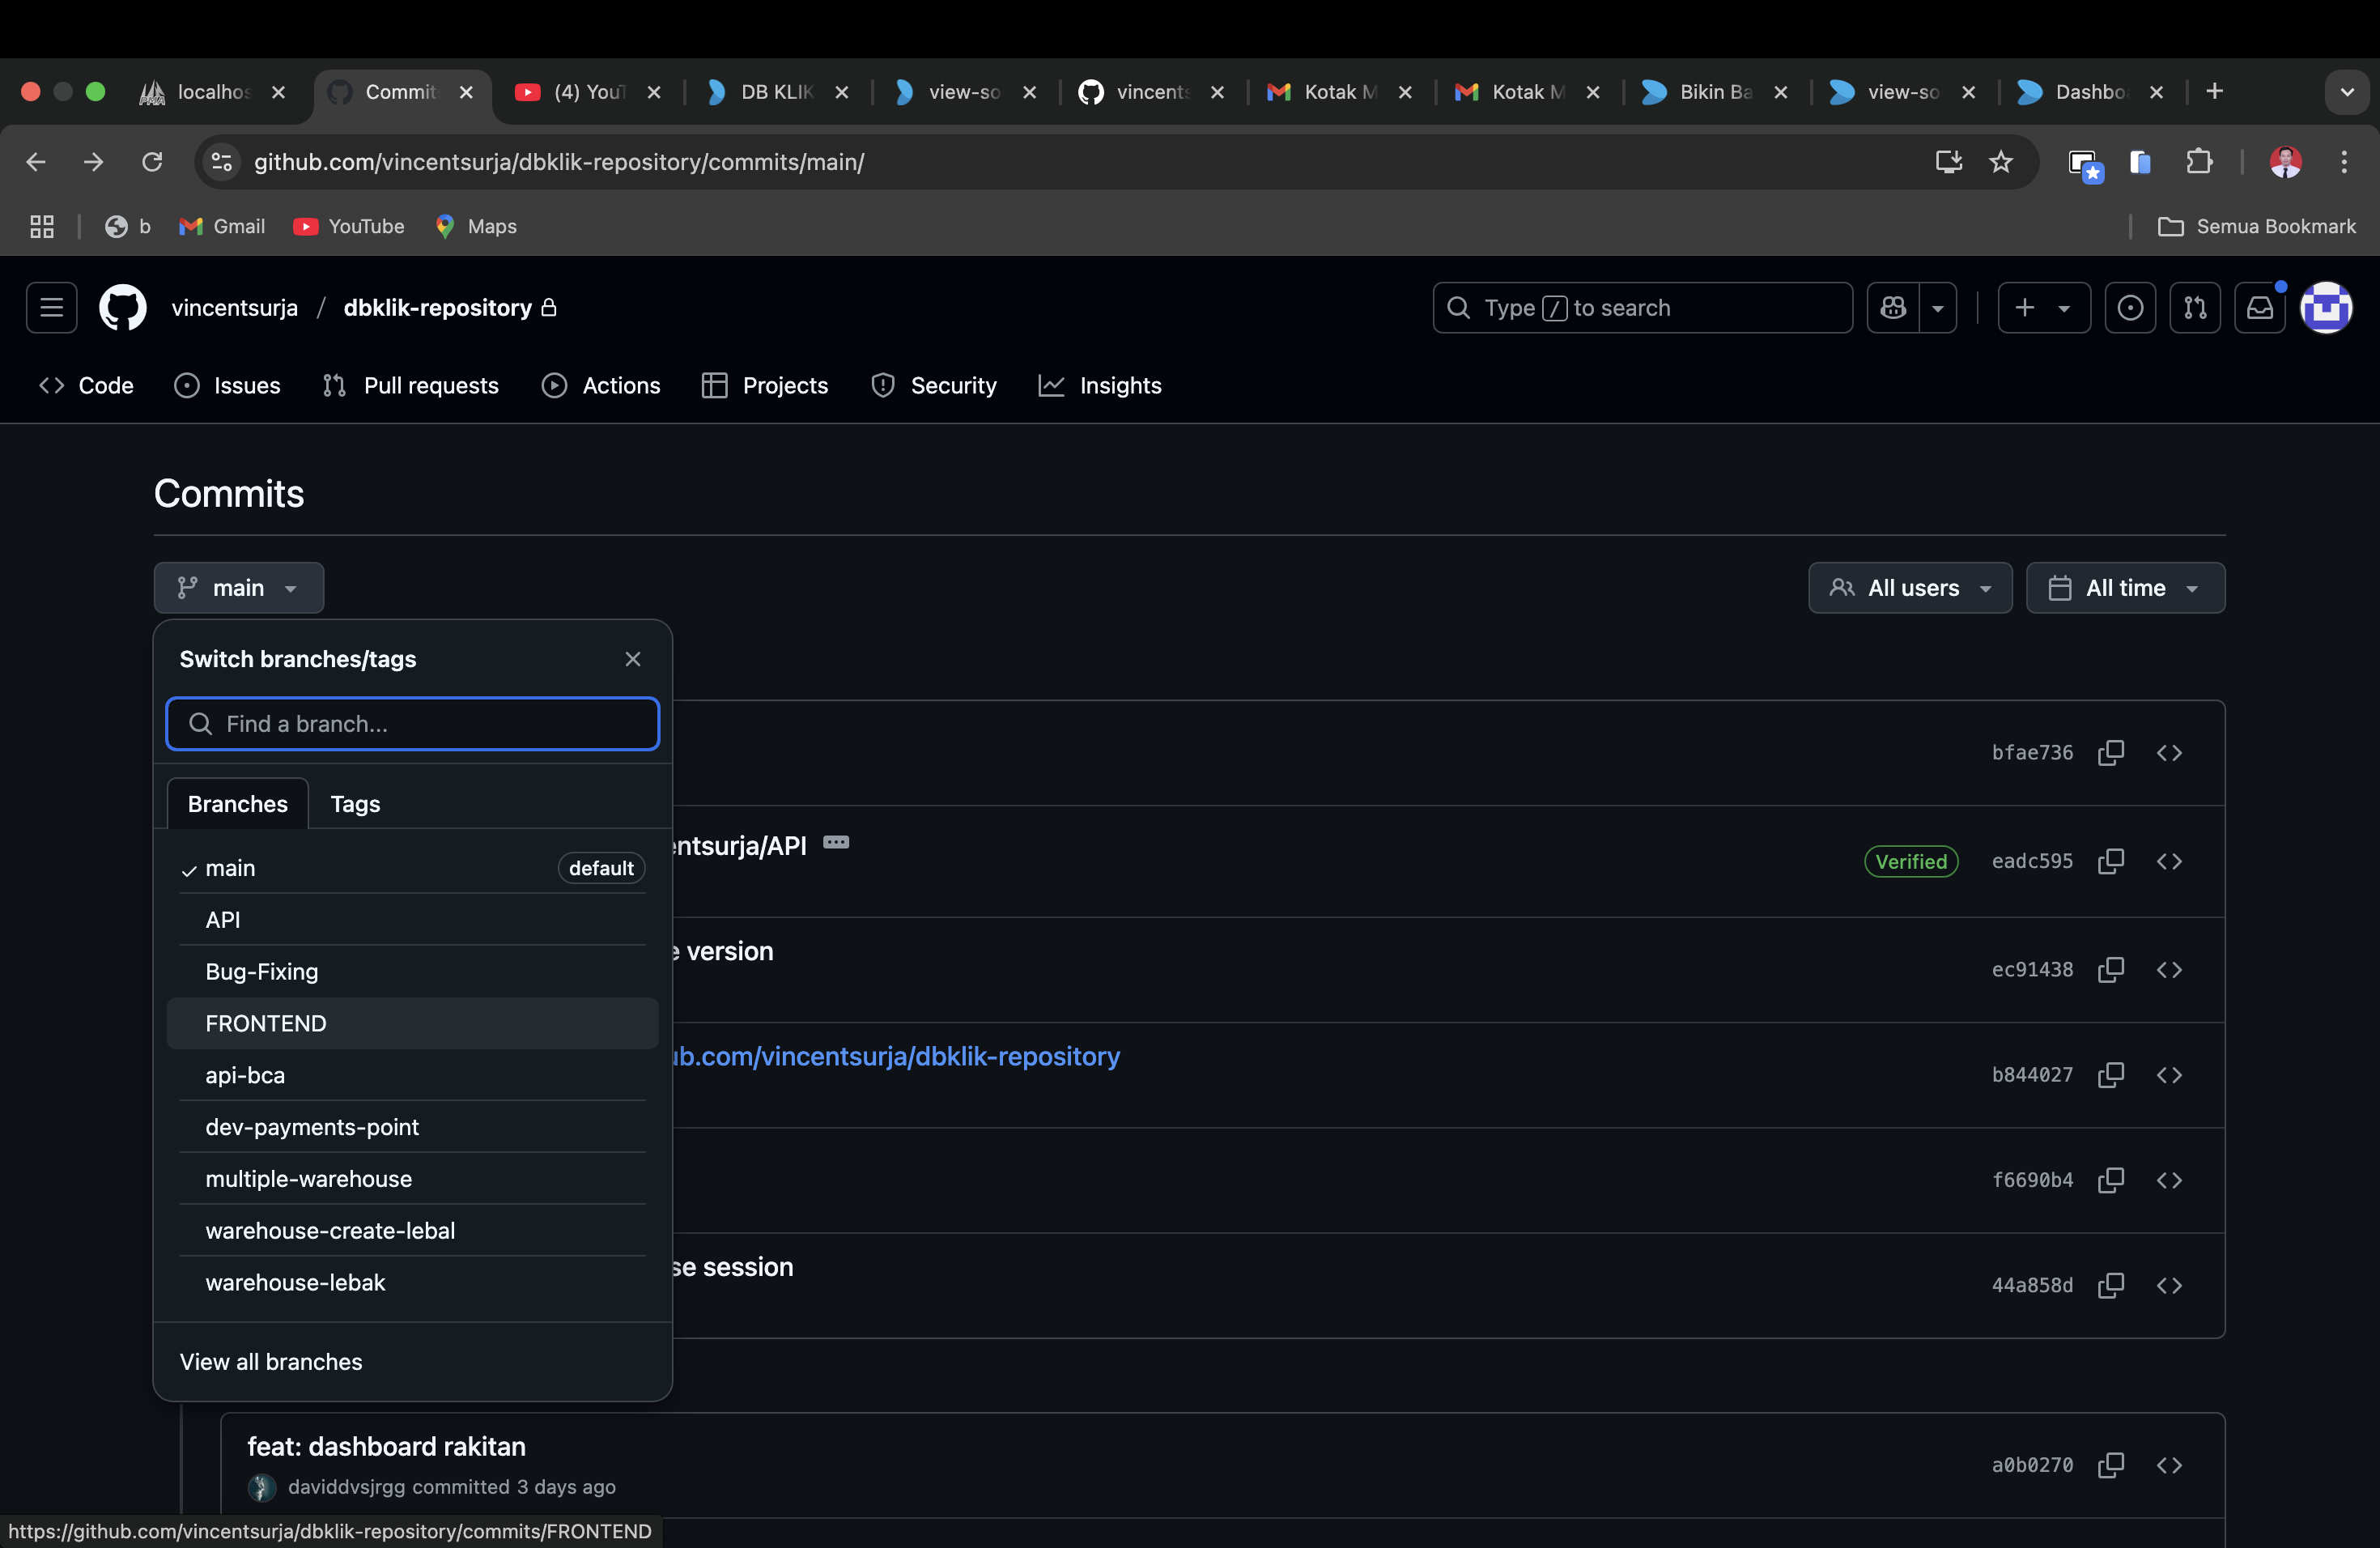 localhos
Commit
(4) YouT
DB KLIK
view-so
vincents
Kotak M
Kotak M
Bikin Ba
view-so
Dashbo
github.com/vincentsurja/dbklik-repository/commits/main/
b
Gmail
YouTube
Maps
Semua Bookmark
vincentsurja / dbklik-repository
Type / to search
Code
Issues
Pull requests
Actions
Projects
Security
Insights
Commits
main
All users
All time
Switch branches/tags
Find a branch...
Branches
Tags
main
default
API
Bug-Fixing
FRONTEND
api-bca
dev-payments-point
multiple-warehouse
warehouse-create-lebal
warehouse-lebak
View all branches
bfae736
entsurja/API
Verified
eadc595
e version
ec91438
ub.com/vincentsurja/dbklik-repository
b844027
f6690b4
se session
44a858d
feat: dashboard rakitan
daviddvsjrgg committed 3 days ago
a0b0270
https://github.com/vincentsurja/dbklik-repository/commits/FRONTEND